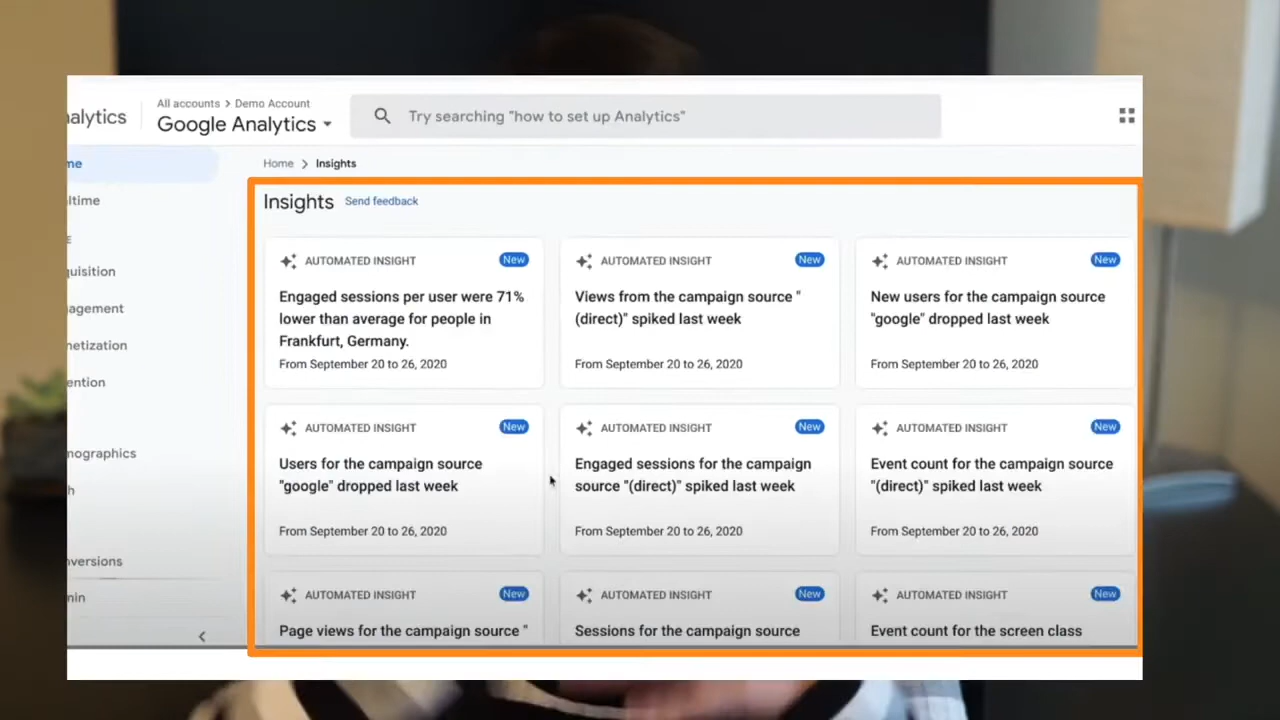 alytics
All accounts > Demo Account
Google Analytics
Try searching "how to set up Analytics"
me
ltime
quisition
agement
netization
ention
nographics
h
nversions
nin
Home > Insights
Insights Send feedback
AUTOMATED INSIGHT New
Engaged sessions per user were 71%
lower than average for people in
Frankfurt, Germany.
From September 20 to 26, 2020
AUTOMATED INSIGHT New
Views from the campaign source "
(direct)" spiked last week
From September 20 to 26, 2020
AUTOMATED INSIGHT New
New users for the campaign source
"google" dropped last week
From September 20 to 26, 2020
AUTOMATED INSIGHT New
Users for the campaign source
"google" dropped last week
From September 20 to 26, 2020
AUTOMATED INSIGHT New
Engaged sessions for the campaign
source "(direct)" spiked last week
From September 20 to 26, 2020
AUTOMATED INSIGHT New
Event count for the campaign source
"(direct)" spiked last week
From September 20 to 26, 2020
AUTOMATED INSIGHT New
Page views for the campaign source "
AUTOMATED INSIGHT New
Sessions for the campaign source
AUTOMATED INSIGHT New
Event count for the screen class